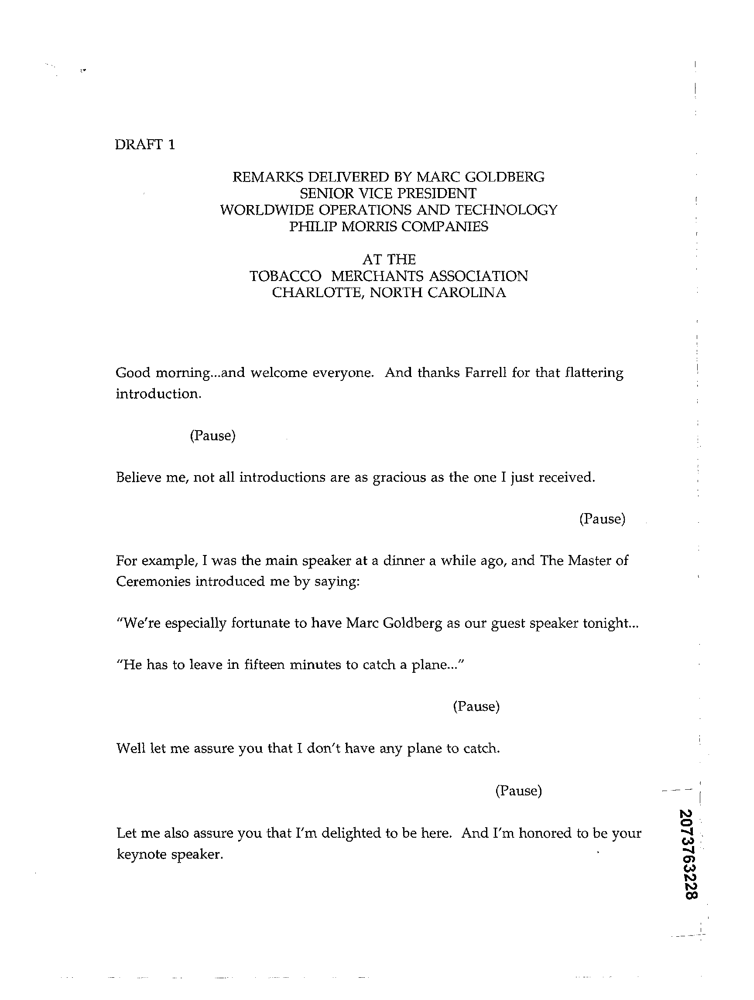 DRAFT 1
REMARKS DELIVERED BY MARC GOLDBERG
SENIOR VICE PRESIDENT
WORLDWIDE OPERATIONS AND TECHNOLOGY
PHILIP MORRIS COMPANIES
AT THE
TOBACCO MERCHANTS ASSOCIATION
CHARLOTTE, NORTH CAROLINA
Good morning...and welcome everyone. And thanks Farrell for that flattering
introduction.
(Pause)
Believe me, not all introductions are as gracious as the one I just received.
(Pause)
For example, I was the main speaker at a dinner a while ago, and The Master of
Ceremonies introduced me by saying:
"We're especially fortunate to have Marc Goldberg as our guest speaker tonight...
"He has to leave in fifteen minutes to catch a plane..."
(Pause)
Well let me assure you that I don't have any plane to catch.
(Pause)
Let me also assure you that I'm delighted to be here. And I'm honored to be your
keynote speaker.
2073763228